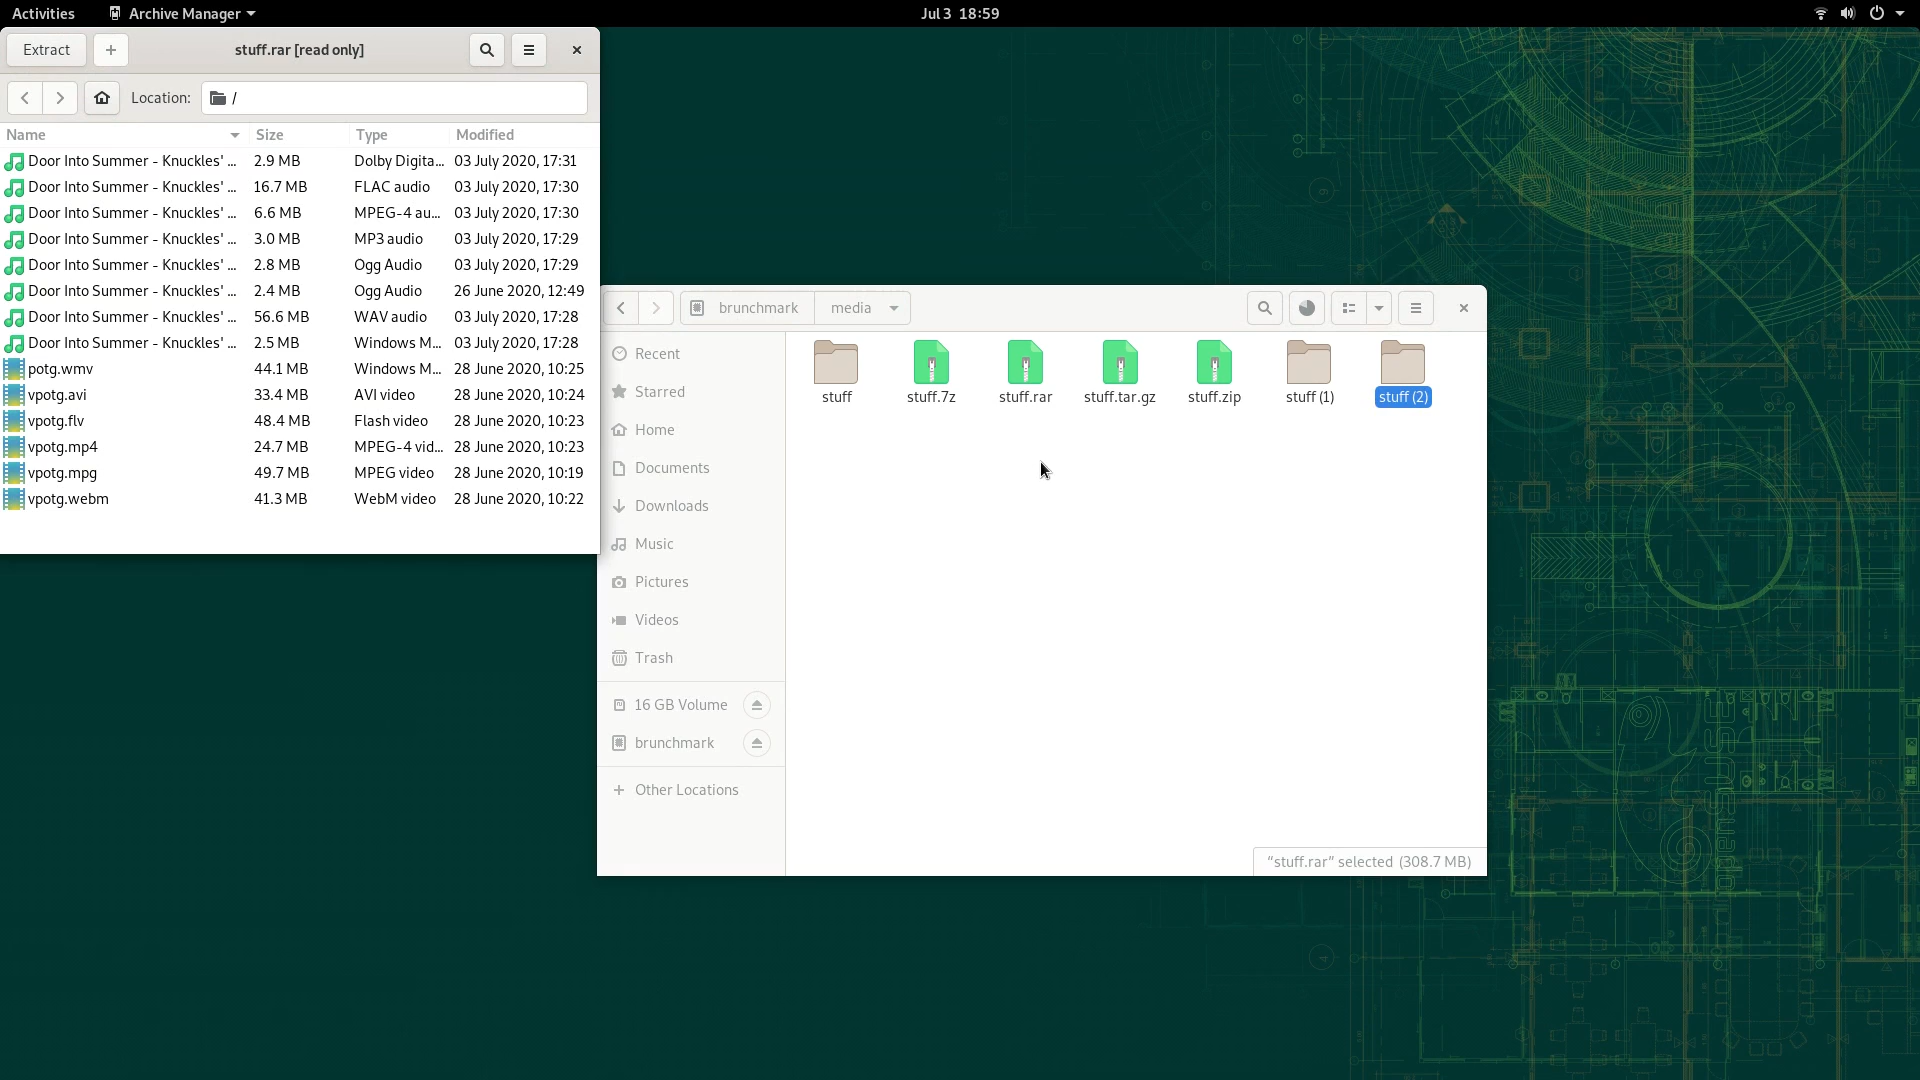 Activities Archive Manager Jul 3 18:59
Extract + stuff.rar [read only]
Location: /
Name Size Type Modified
Door Into Summer - Knuckles' ... 2.9 MB Dolby Digita... 03 July 2020, 17:31
Door Into Summer - Knuckles' ... 16.7 MB FLAC audio 03 July 2020, 17:30
Door Into Summer - Knuckles' ... 6.6 MB MPEG-4 au... 03 July 2020, 17:30
Door Into Summer - Knuckles' ... 3.0 MB MP3 audio 03 July 2020, 17:29
Door Into Summer - Knuckles' ... 2.8 MB Ogg Audio 03 July 2020, 17:29
Door Into Summer - Knuckles' ... 2.4 MB Ogg Audio 26 June 2020, 12:49
Door Into Summer - Knuckles' ... 56.6 MB WAV audio 03 July 2020, 17:28
Door Into Summer - Knuckles' ... 2.5 MB Windows M... 03 July 2020, 17:28
potg.wmv 44.1 MB Windows M... 28 June 2020, 10:25
vpotg.avi 33.4 MB AVI video 28 June 2020, 10:24
vpotg.flv 48.4 MB Flash video 28 June 2020, 10:23
vpotg.mp4 24.7 MB MPEG-4 vid... 28 June 2020, 10:23
vpotg.mpg 49.7 MB MPEG video 28 June 2020, 10:19
vpotg.webm 41.3 MB WebM video 28 June 2020, 10:22
brunchmark media
Recent
Starred
Home
Documents
Downloads
Music
Pictures
Videos
Trash
16 GB Volume
brunchmark
+ Other Locations
stuff stuff.7z stuff.rar stuff.tar.gz stuff.zip stuff (1) stuff (2)
“stuff.rar” selected (308.7 MB)
openSUSE